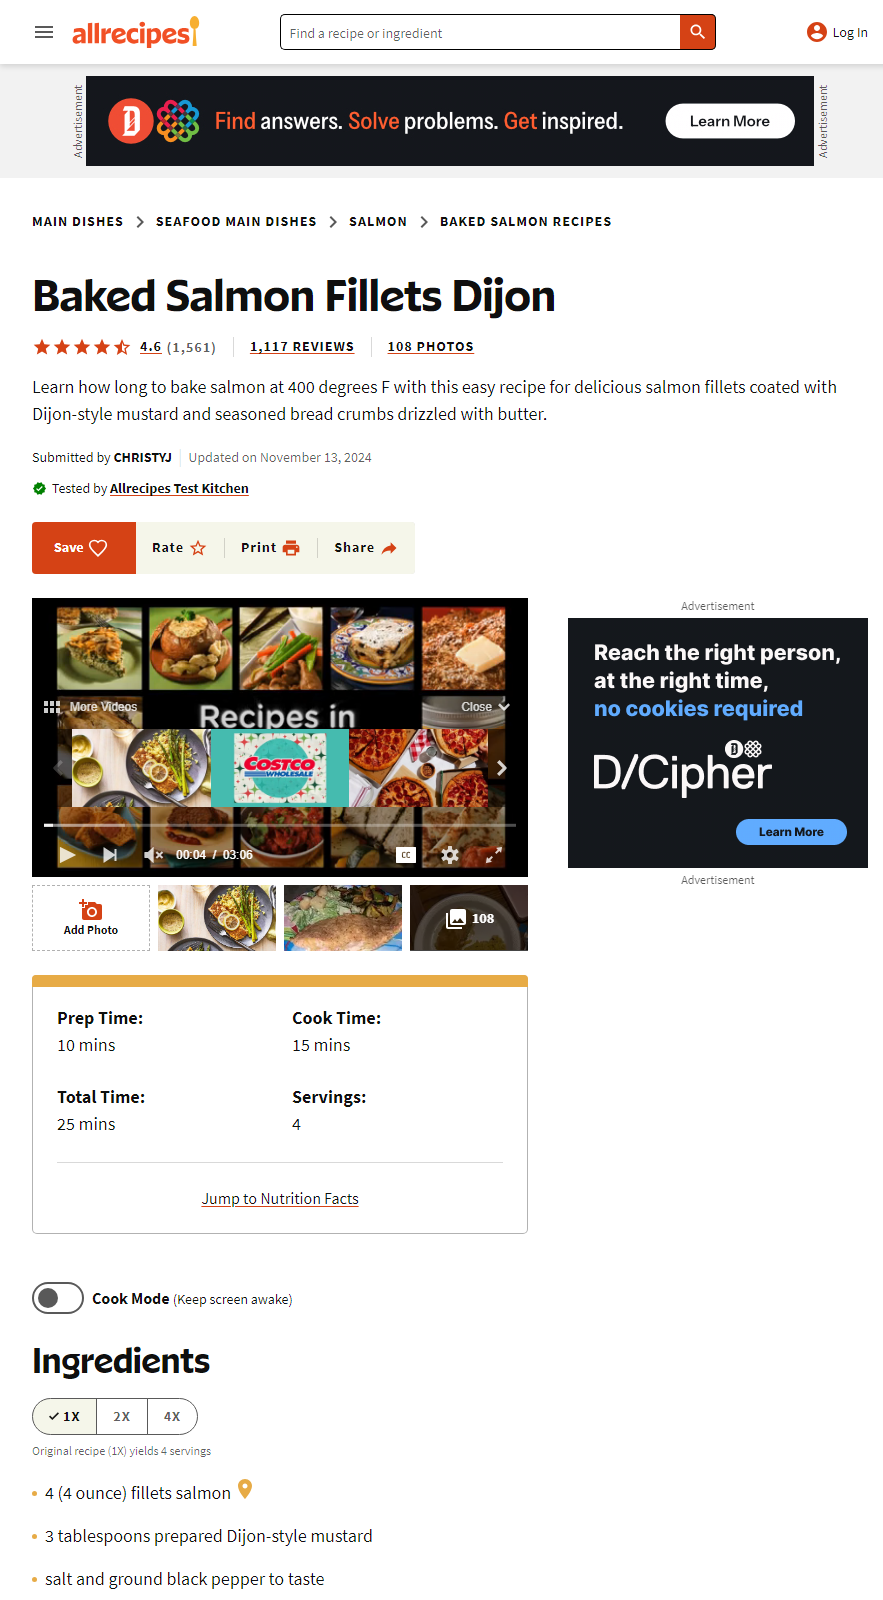 allrecipes
Find a recipe or ingredient
Log In
Advertisement
Find answers. Solve problems. Get inspired.
Learn More
Advertisement
MAIN DISHES
SEAFOOD MAIN DISHES
SALMON
BAKED SALMON RECIPES
Baked Salmon Fillets Dijon
4.6 (1,561)
1,117 REVIEWS
108 PHOTOS
Learn how long to bake salmon at 400 degrees F with this easy recipe for delicious salmon fillets coated with
Dijon-style mustard and seasoned bread crumbs drizzled with butter.
Submitted by CHRISTYJ
Updated on November 13, 2024
Tested by Allrecipes Test Kitchen
Save
Rate
Print
Share
More Videos
Close
Recipes in
COSTCO
WHOLESALE
00:04 / 03:06
CC
Add Photo
108
Advertisement
Reach the right person,
at the right time,
no cookies required
D/Cipher
Learn More
Advertisement
Prep Time:
10 mins
Cook Time:
15 mins
Total Time:
25 mins
Servings:
4
Jump to Nutrition Facts
Cook Mode (Keep screen awake)
Ingredients
1X
2X
4X
Original recipe (1X) yields 4 servings
4 (4 ounce) fillets salmon
3 tablespoons prepared Dijon-style mustard
salt and ground black pepper to taste